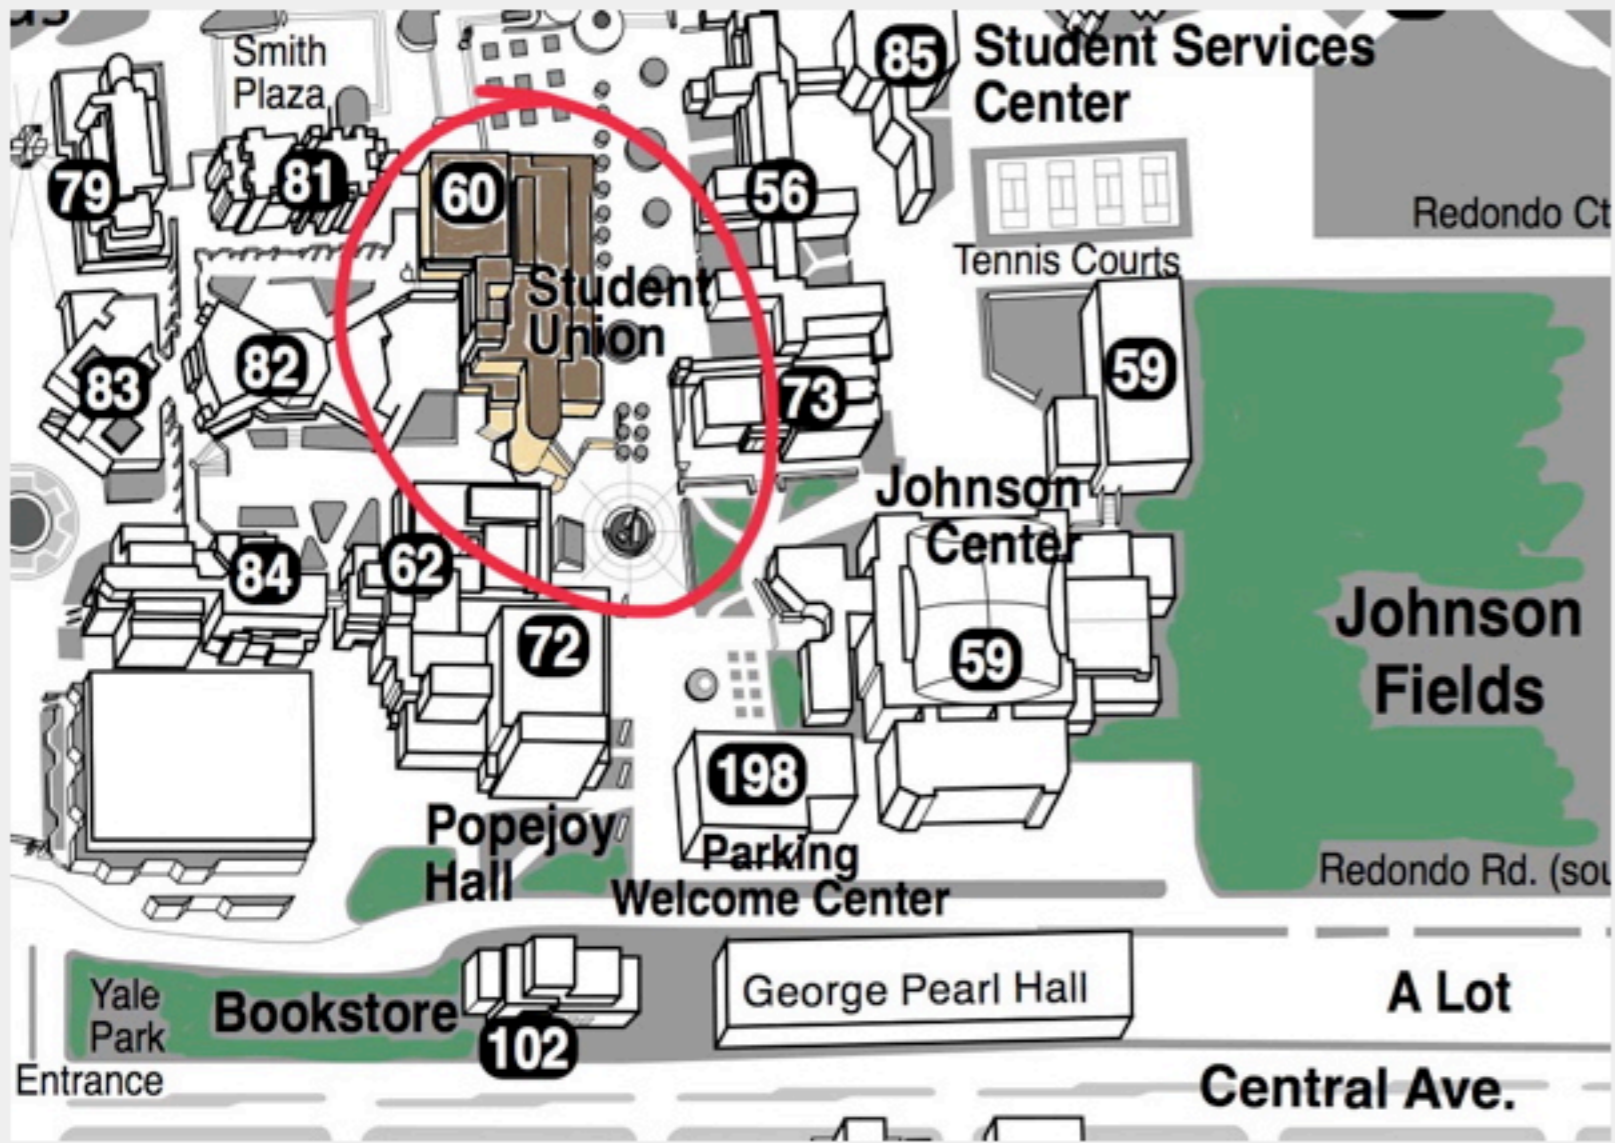 Smith
Plaza
85
Student Services
Center
79
81
60
56
Redondo Ct
Tennis Courts
Student
Union
83
82
73
59
Johnson
Center
84
62
72
59
Johnson
Fields
198
Popejoy
Hall
Parking
Welcome Center
Redondo Rd. (sou
Yale
Park
Bookstore
102
George Pearl Hall
A Lot
Entrance
Central Ave.